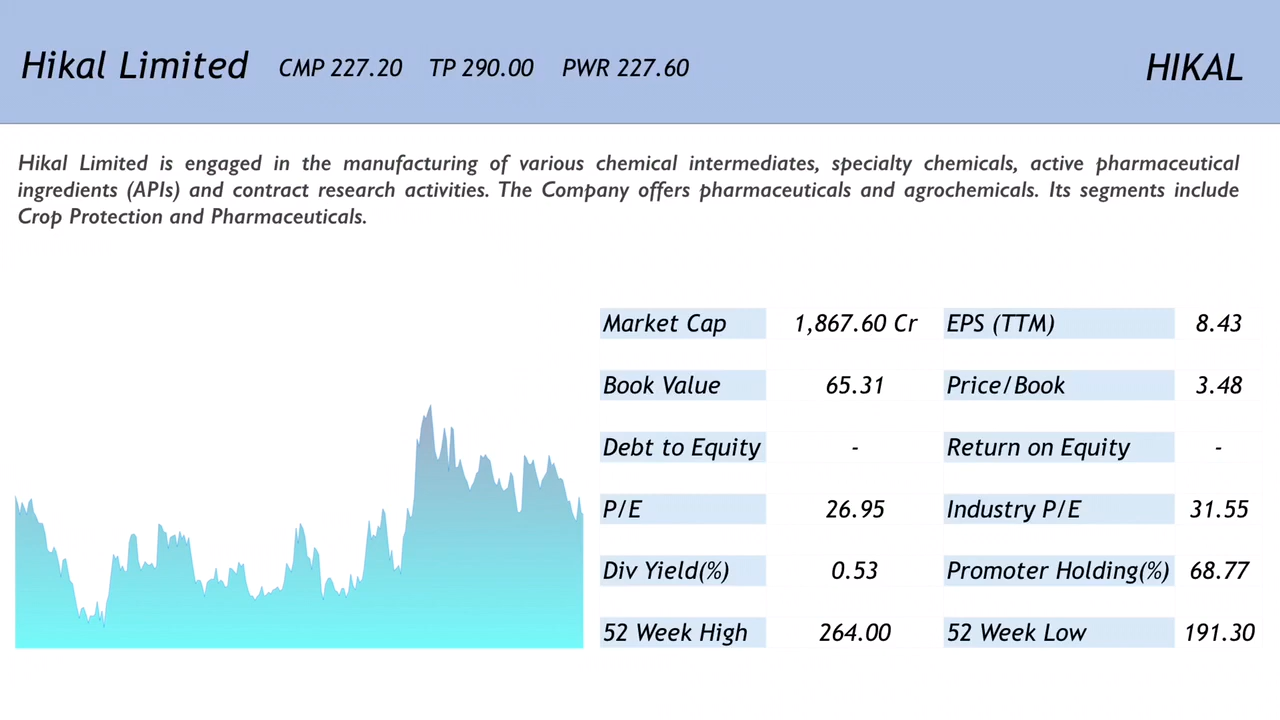 Hikal Limited CMP 227.20 TP 290.00 PWR 227.60 HIKAL
Hikal Limited is engaged in the manufacturing of various chemical intermediates, specialty chemicals, active pharmaceutical
ingredients (APIs) and contract research activities. The Company offers pharmaceuticals and agrochemicals. Its segments include
Crop Protection and Pharmaceuticals.
Market Cap 1,867.60 Cr EPS (TTM) 8.43
Book Value 65.31 Price/Book 3.48
Debt to Equity - Return on Equity -
P/E 26.95 Industry P/E 31.55
Div Yield(%) 0.53 Promoter Holding(%) 68.77
52 Week High 264.00 52 Week Low 191.30